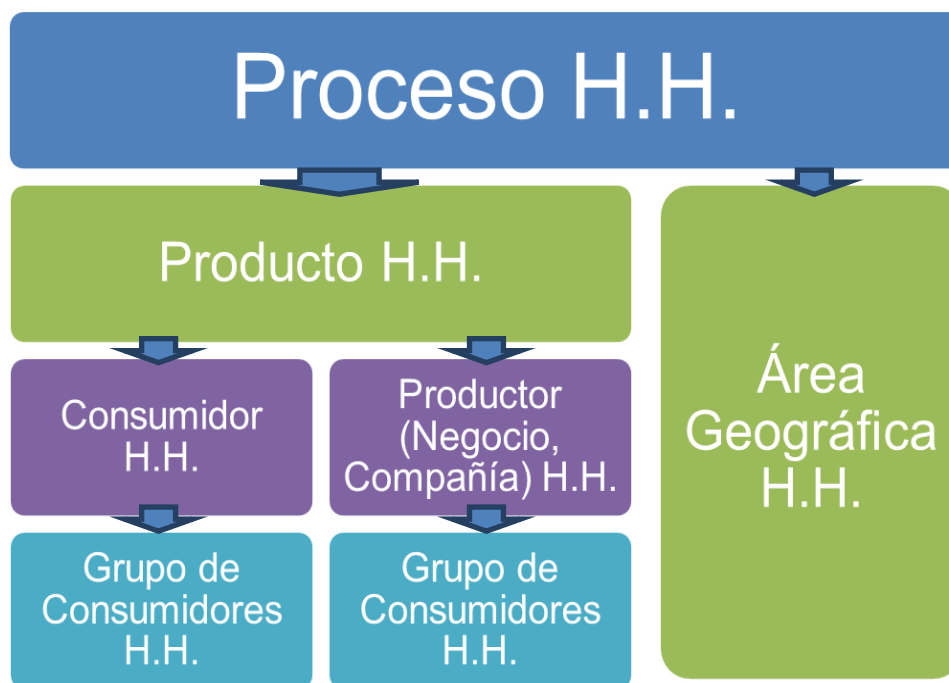 Proceso H.H.
Producto H.H.
Consumidor
H.H.
Productor
(Negocio,
Compañía) H.H.
Área
Geográfica
H.H.
Grupo de
Consumidores
H.H.
Grupo de
Consumidores
H.H.